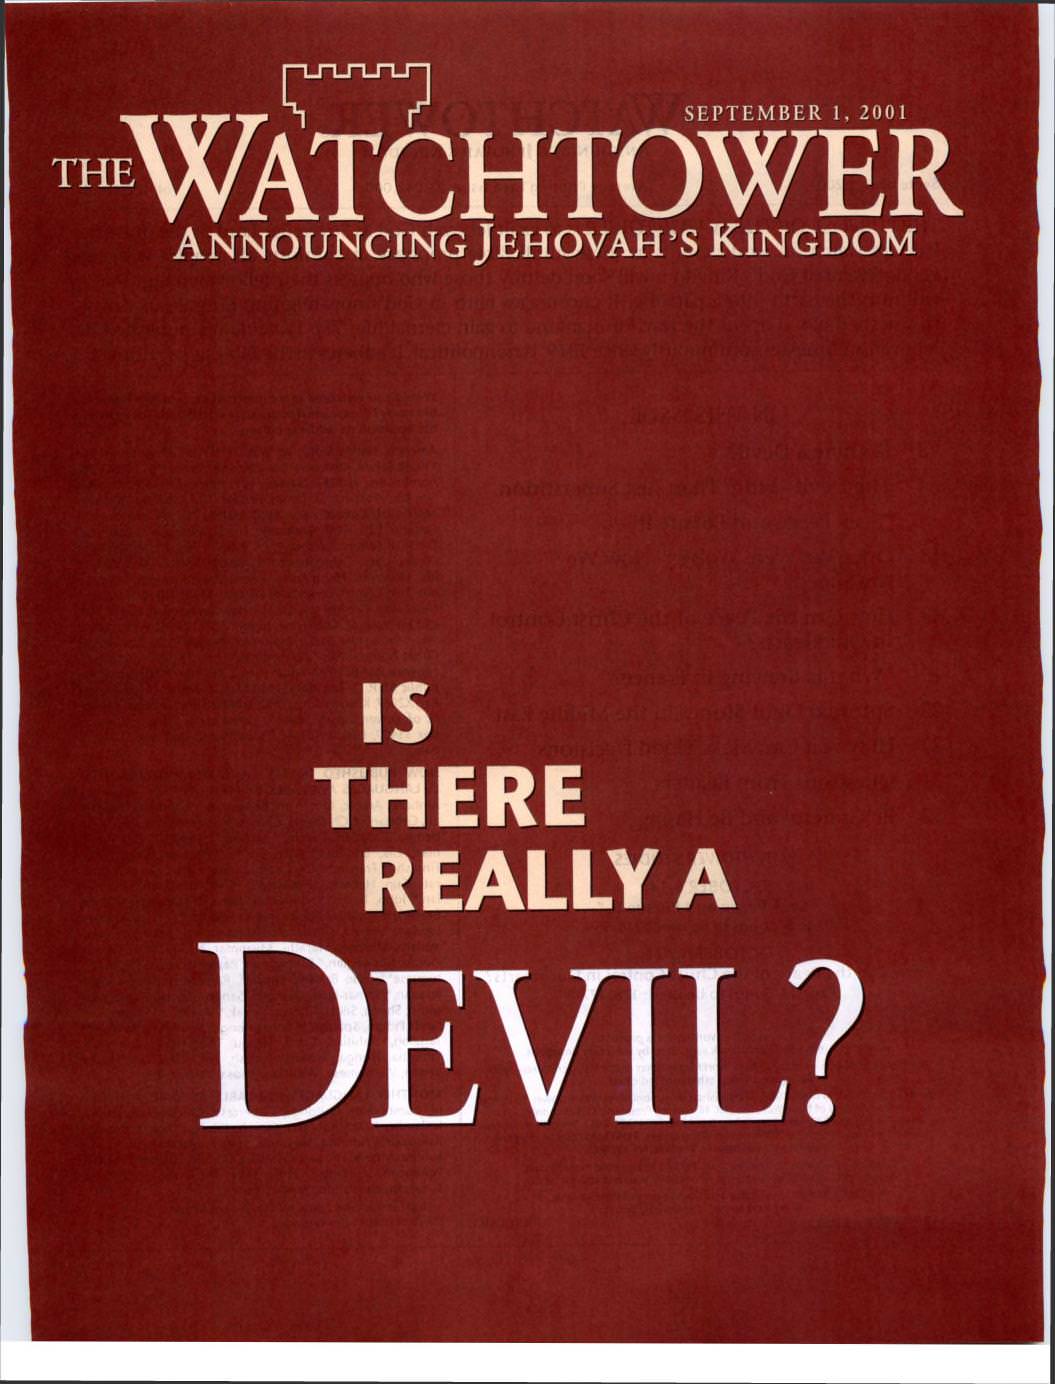 SEPTEMBER 1, 2001
THE WATCHTOWER
ANNOUNCING JEHOVAH'S KINGDOM
IS
THERE
REALLY A
DEVIL?